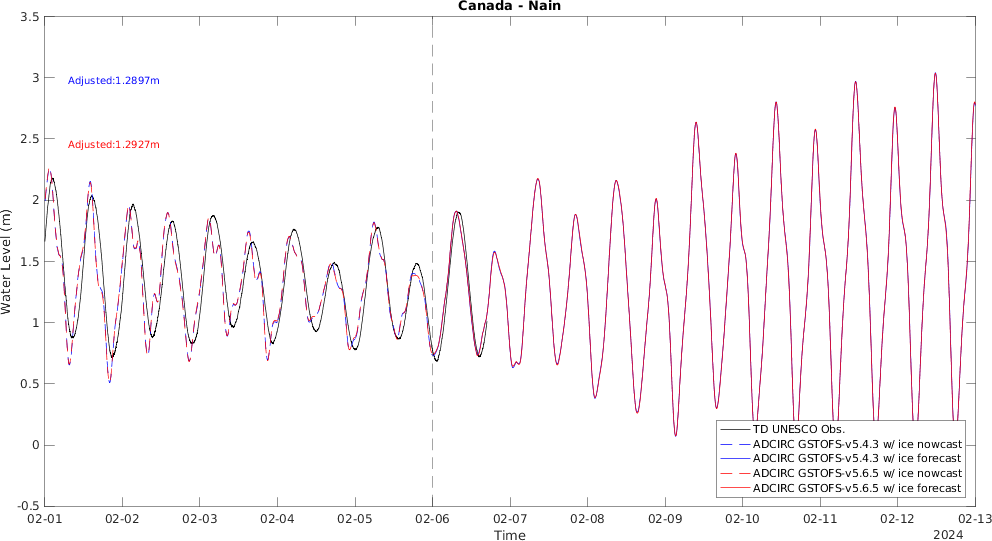 Canada - Nain
3.5
3
2.5
2
1.5
1
0.5
0
-0.5
Water Level (m)
Adjusted:1.2897m
Adjusted:1.2927m
TD UNESCO Obs.
ADCIRC GSTOFS-v5.4.3 w/ ice nowcast
ADCIRC GSTOFS-v5.4.3 w/ ice forecast
ADCIRC GSTOFS-v5.6.5 w/ ice nowcast
ADCIRC GSTOFS-v5.6.5 w/ ice forecast
02-01 02-02 02-03 02-04 02-05 02-06 02-07 02-08 02-09 02-10 02-11 02-12 02-13
Time
2024